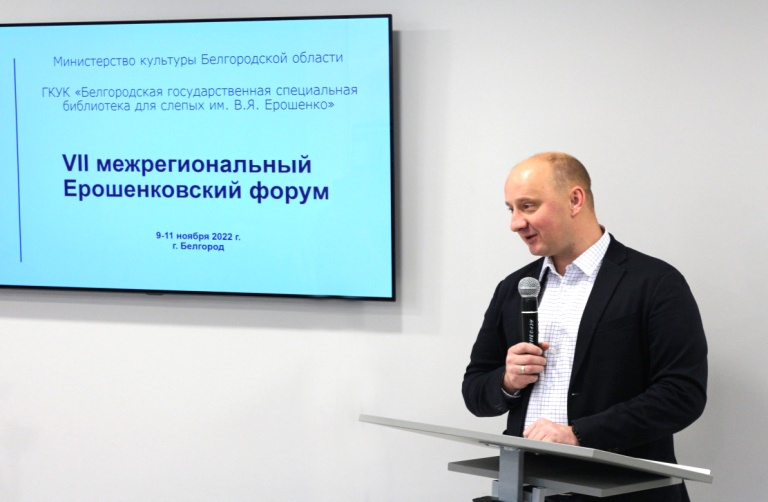 Министерство культуры Белгородской области
ГКУК «Белгородская государственная специальная
библиотека для слепых им. В.Я. Ерошенко»
VII межрегиональный
Ерошенковский форум
9-11 ноября 2022 г.
г. Белгород